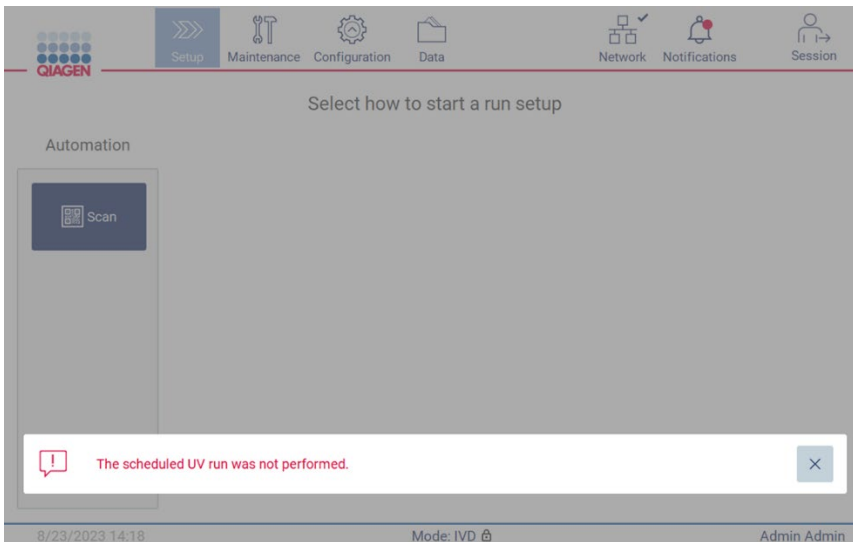 QIAGEN
Setup
Maintenance
Configuration
Data
Network
Notifications
Session
Select how to start a run setup
Automation
Scan
The scheduled UV run was not performed.
8/23/2023 14:18
Mode: IVD
Admin Admin